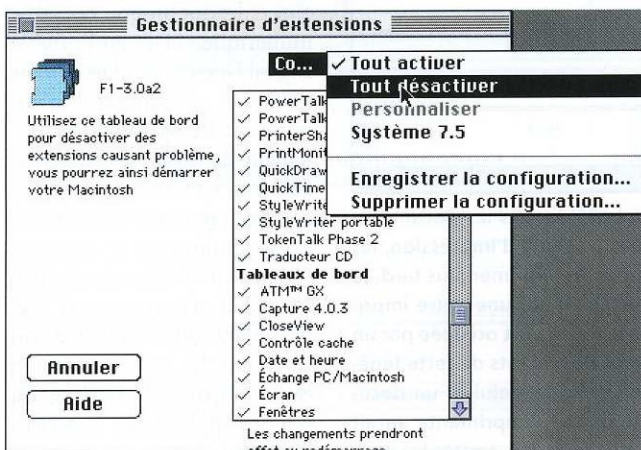 Gestionnaire d'extensions
F1-3.0a2
Utilisez ce tableau de bord
pour désactiver des
extensions causant problème,
vous pourrez ainsi démarrer
votre Macintosh
Annuler
Aide
Co...
✓ Tout activer
Tout désactiver
Personnaliser
Système 7.5
Enregistrer la configuration...
Supprimer la configuration...
✓ PowerTalk
✓ PowerTalk
✓ PrinterSha
✓ PrintMonit
✓ QuickDraw
✓ QuickTime
✓ StyleWrite
✓ StyleWriter portable
✓ TokenTalk Phase 2
✓ Traducteur CD
Tableaux de bord
✓ ATM™ GX
✓ Capture 4.0.3
✓ CloseView
✓ Contrôle cache
✓ Date et heure
✓ Échange PC/Macintosh
✓ Écran
✓ Fenêtres
Les changements prendront